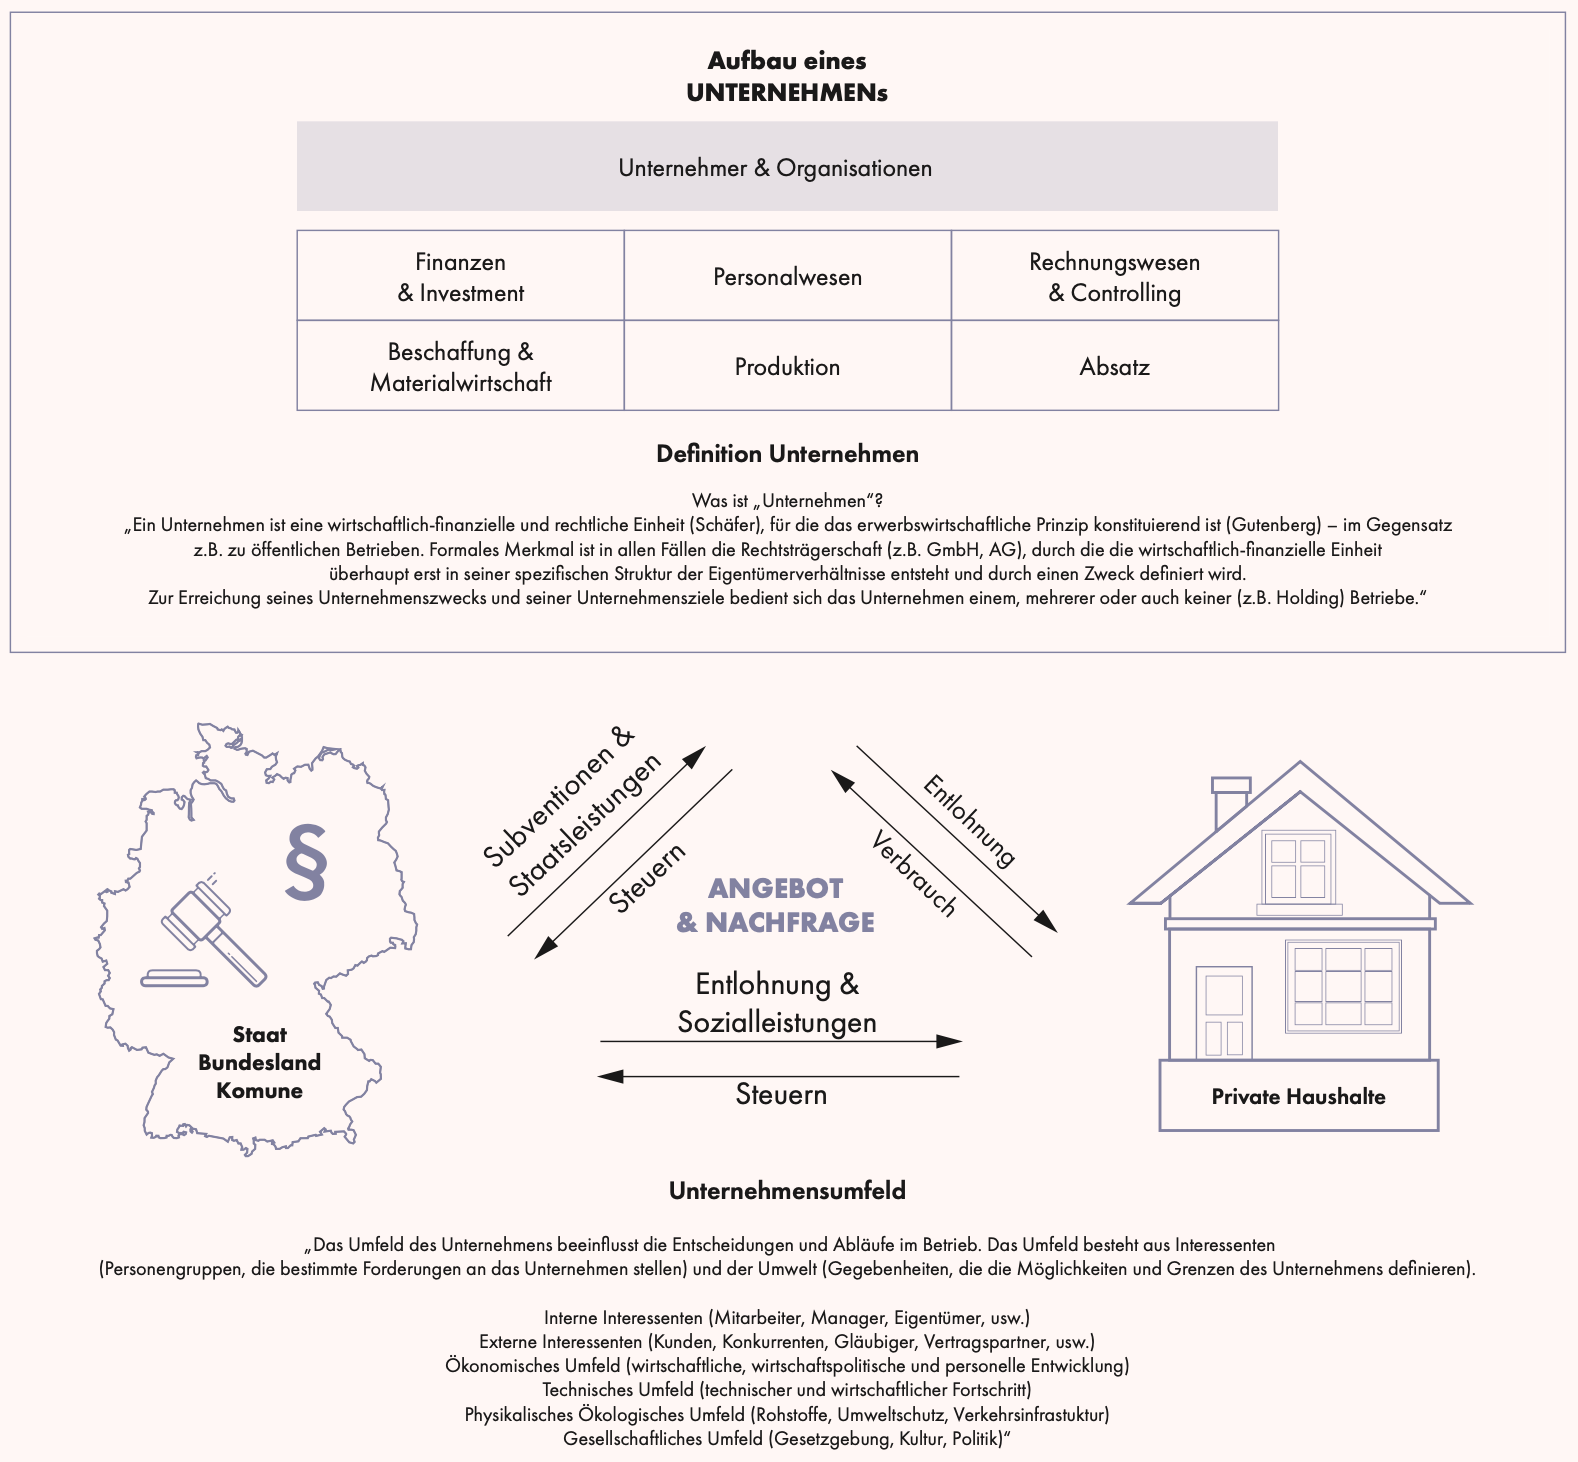 Aufbau eines
UNTERNEHMENs
Unternehmer & Organisationen
Finanzen
& Investment
Personalwesen
Rechnungswesen
& Controlling
Beschaffung &
Materialwirtschaft
Produktion
Absatz
Definition Unternehmen
Was ist „Unternehmen“?
„Ein Unternehmen ist eine wirtschaftlich-finanzielle und rechtliche Einheit (Schäfer), für die das erwerbswirtschaftliche Prinzip konstituierend ist (Gutenberg) – im Gegensatz
z.B. zu öffentlichen Betrieben. Formales Merkmal ist in allen Fällen die Rechtsträgerschaft (z.B. GmbH, AG), durch die die wirtschaftlich-finanzielle Einheit
überhaupt erst in seiner spezifischen Struktur der Eigentümerverhältnisse entsteht und durch einen Zweck definiert wird.
Zur Erreichung seines Unternehmenszwecks und seiner Unternehmensziele bedient sich das Unternehmen einem, mehrerer oder auch keiner (z.B. Holding) Betriebe.“
§
Staat
Bundesland
Komune
Subventionen &
Staatsleistungen
Steuern
Entlohnung
Verbrauch
ANGEBOT
& NACHFRAGE
Entlohnung &
Sozialleistungen
Steuern
Private Haushalte
Unternehmensumfeld
„Das Umfeld des Unternehmens beeinflusst die Entscheidungen und Abläufe im Betrieb. Das Umfeld besteht aus Interessenten
(Personengruppen, die bestimmte Forderungen an das Unternehmen stellen) und der Umwelt (Gegebenheiten, die die Möglichkeiten und Grenzen des Unternehmens definieren).
Interne Interessenten (Mitarbeiter, Manager, Eigentümer, usw.)
Externe Interessenten (Kunden, Konkurrenten, Gläubiger, Vertragspartner, usw.)
Ökonomisches Umfeld (wirtschaftliche, wirtschaftspolitische und personelle Entwicklung)
Technisches Umfeld (technischer und wirtschaftlicher Fortschritt)
Physikalisches Ökologisches Umfeld (Rohstoffe, Umweltschutz, Verkehrsinfrastuktur)
Gesellschaftliches Umfeld (Gesetzgebung, Kultur, Politik)“